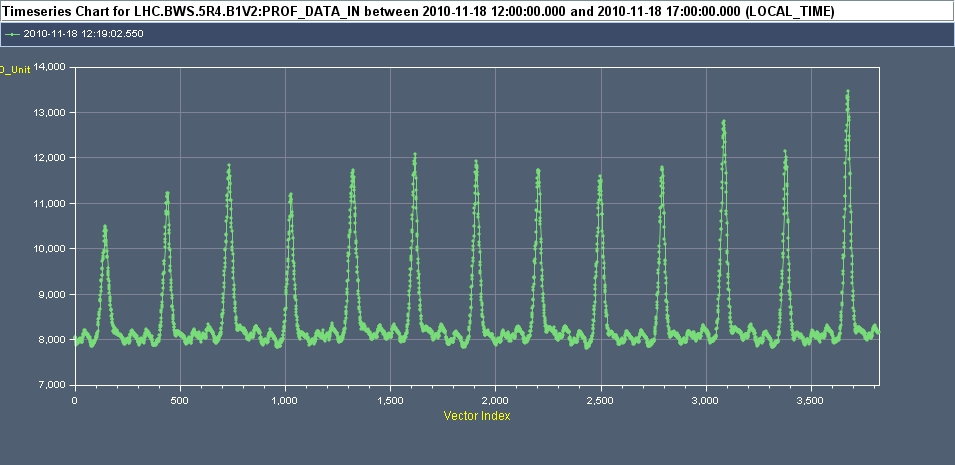 Timeseries Chart for LHC.BWS.5R4.B1V2:PROF_DATA_IN between 2010-11-18 12:00:00.000 and 2010-11-18 17:00:00.000 (LOCAL_TIME)
2010-11-18 12:19:02.550
_Unit
14,000
13,000
12,000
11,000
10,000
9,000
8,000
7,000
0 500 1,000 1,500 2,000 2,500 3,000 3,500
Vector Index